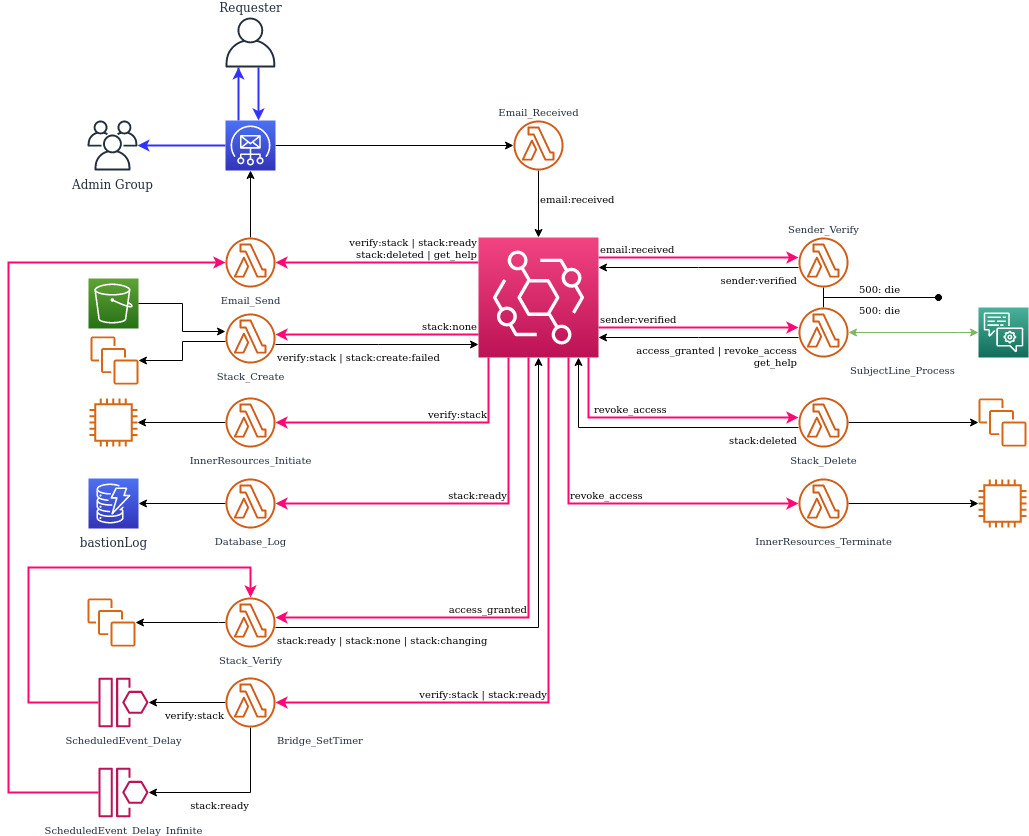 Requester
Email_Received
Admin Group
email:received
Sender_Verify
verify:stack | stack:ready
stack:deleted | get_help
email:received
sender:verified
500: die
Email_Send
500: die
sender:verified
stack:none
access_granted | revoke_access
get_help
verify:stack | stack:create:failed
SubjectLine_Process
Stack_Create
verify:stack
revoke_access
stack:deleted
InnerResources_Initiate
Stack_Delete
stack:ready
revoke_access
bastionLog
Database_Log
InnerResources_Terminate
access_granted
stack:ready | stack:none | stack:changing
Stack_Verify
verify:stack | stack:ready
verify:stack
ScheduledEvent_Delay
Bridge_SetTimer
stack:ready
ScheduledEvent_Delay_Infinite